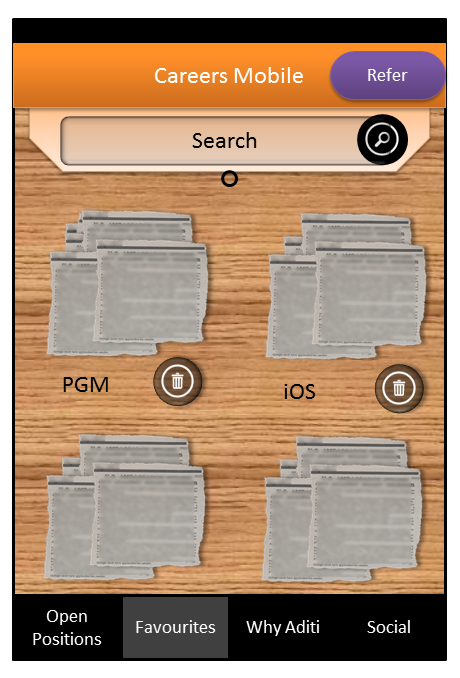 Careers Mobile
Refer
Search
PGM
iOS
Open
Positions
Favourites
Why Aditi
Social